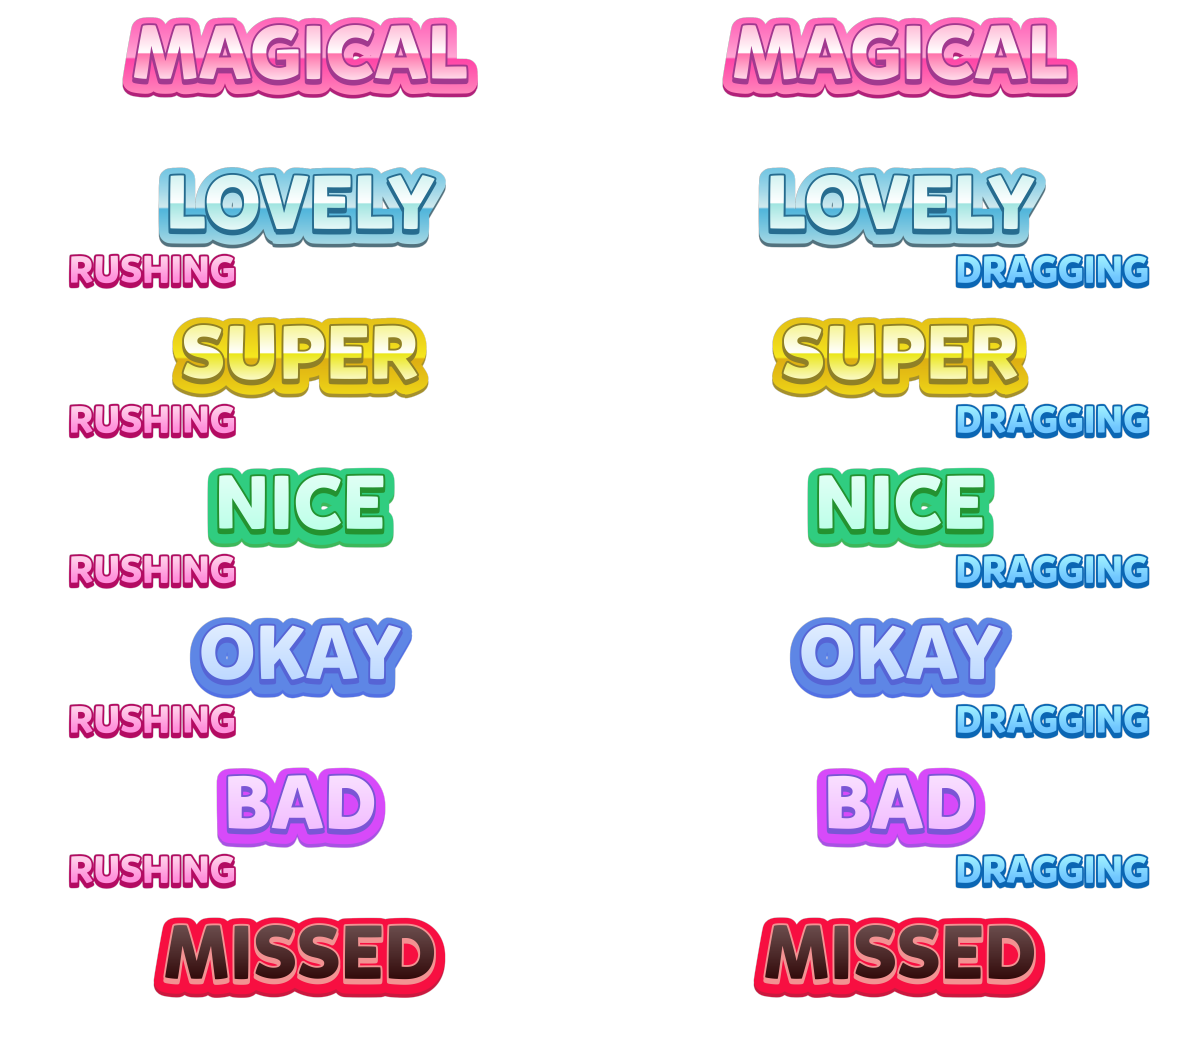 MAGICAL MAGICAL
LOVELY LOVELY
RUSHING DRAGGING
SUPER SUPER
RUSHING DRAGGING
NICE NICE
RUSHING DRAGGING
OKAY OKAY
RUSHING DRAGGING
BAD BAD
RUSHING DRAGGING
MISSED MISSED